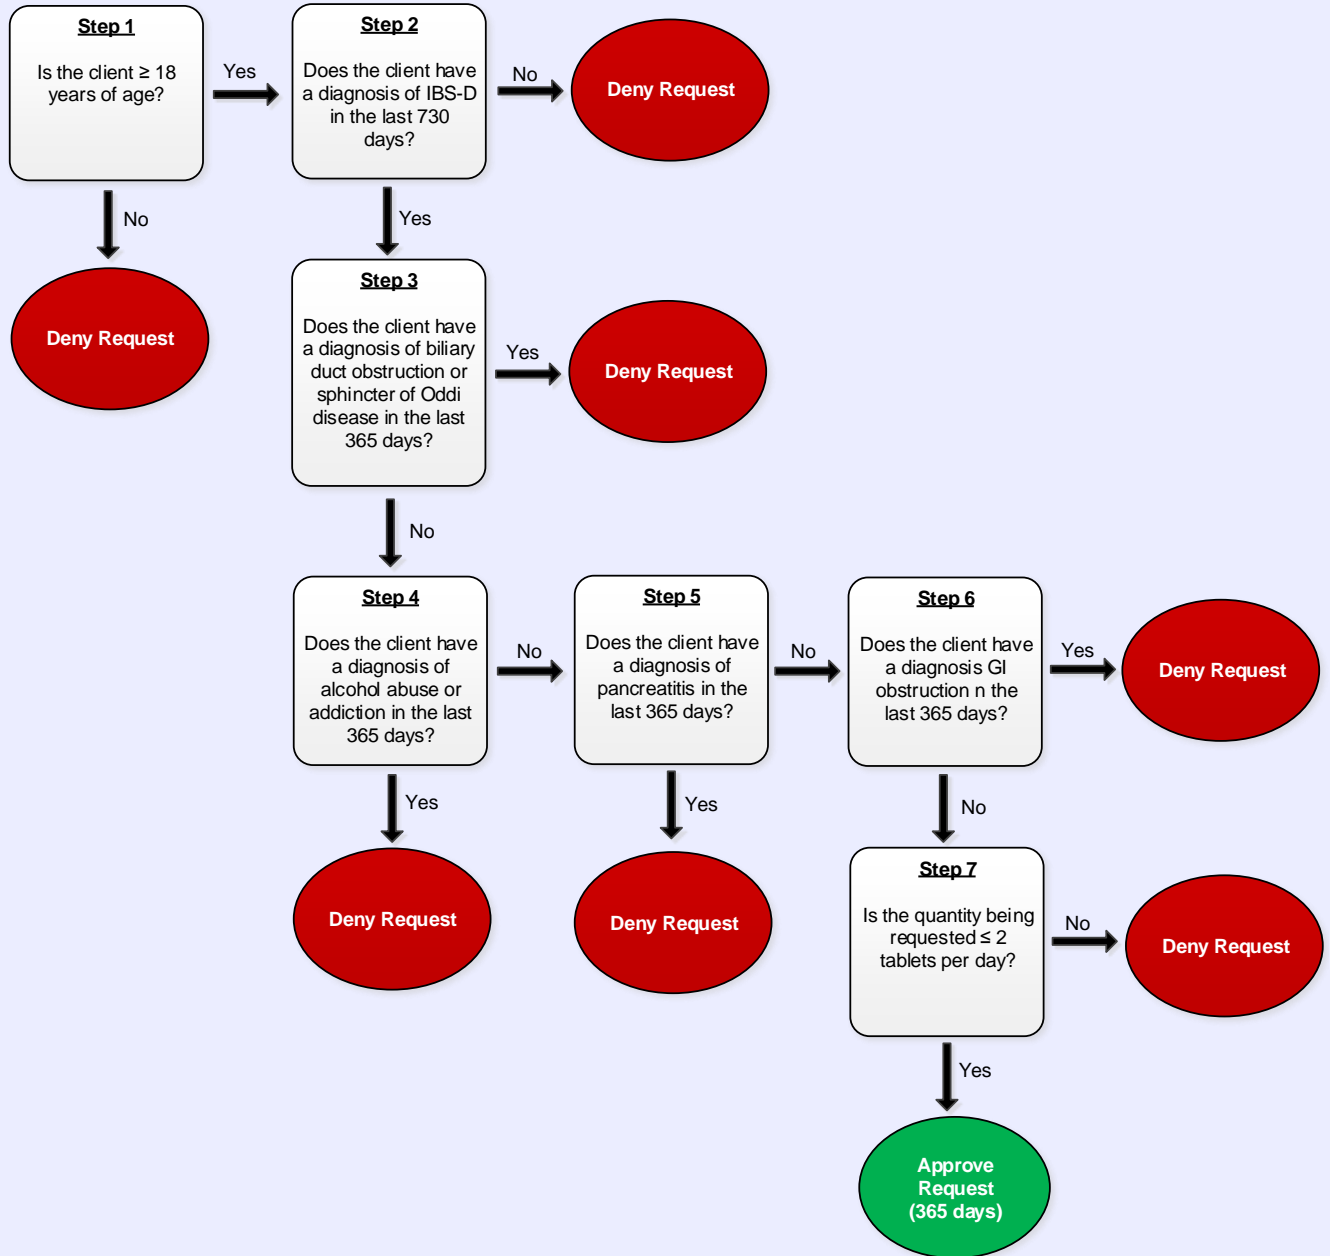 Step 1
Is the client ≥ 18
years of age?
Yes
Step 2
Does the client have
a diagnosis of IBS-D
in the last 730
days?
No
Deny Request
No
Deny Request
Yes
Step 3
Does the client have
a diagnosis of biliary
duct obstruction or
sphincter of Oddi
disease in the last
365 days?
Yes
Deny Request
No
Step 4
Does the client have
a diagnosis of
alcohol abuse or
addiction in the last
365 days?
No
Step 5
Does the client have
a diagnosis of
pancreatitis in the
last 365 days?
No
Step 6
Does the client have
a diagnosis GI
obstruction n the
last 365 days?
Yes
Deny Request
Yes
Deny Request
Yes
Deny Request
No
Step 7
Is the quantity being
requested ≤ 2
tablets per day?
No
Deny Request
Yes
Approve
Request
(365 days)